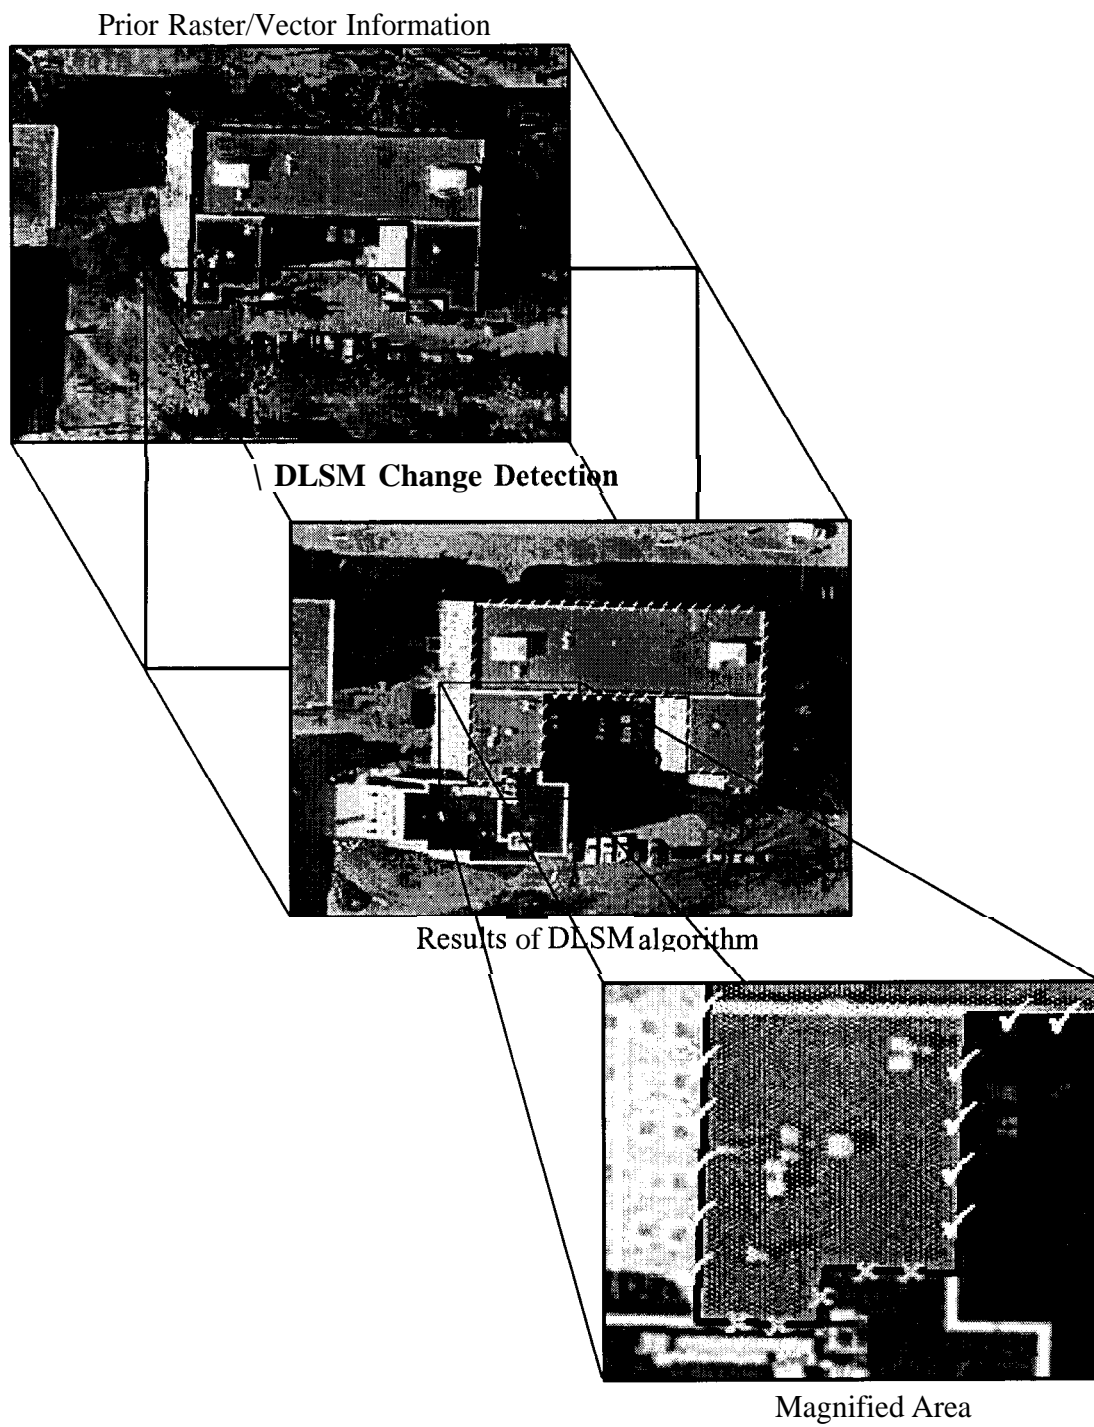 Prior Raster/Vector Information
DLSM Change Detection
Results of DLSM algorithm
Magnified Area